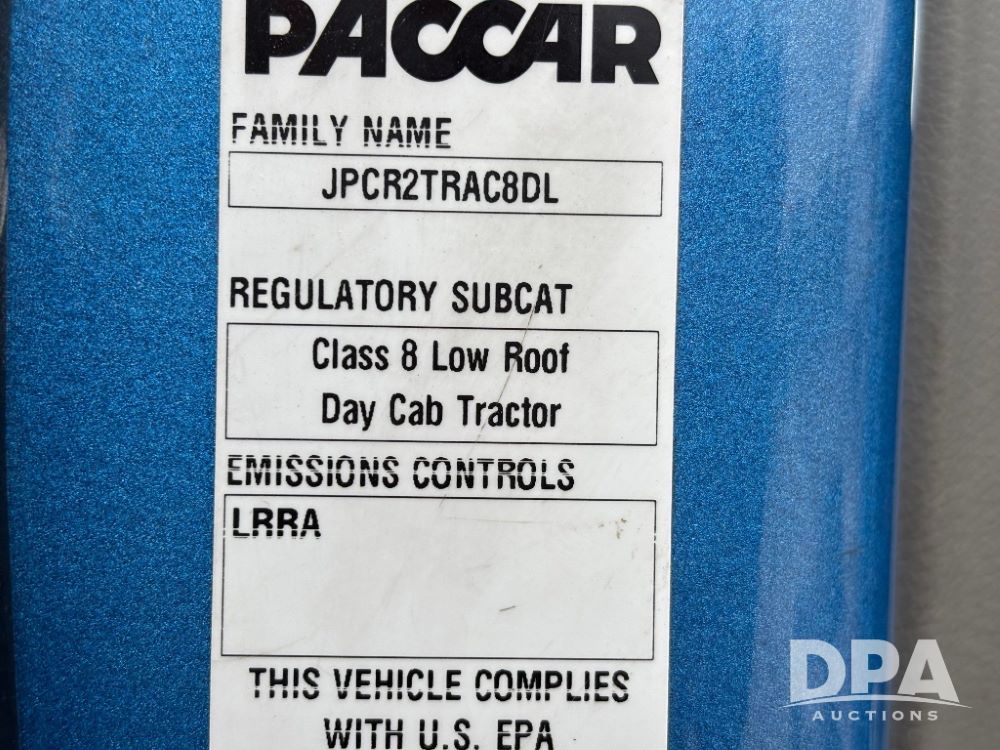 PACCAR
FAMILY NAME
JPCR2TRAC8DL
REGULATORY SUBCAT
Class 8 Low Roof
Day Cab Tractor
EMISSIONS CONTROLS
LRRA
THIS VEHICLE COMPLIES
WITH U.S. EPA
DPA
AUCTIONS